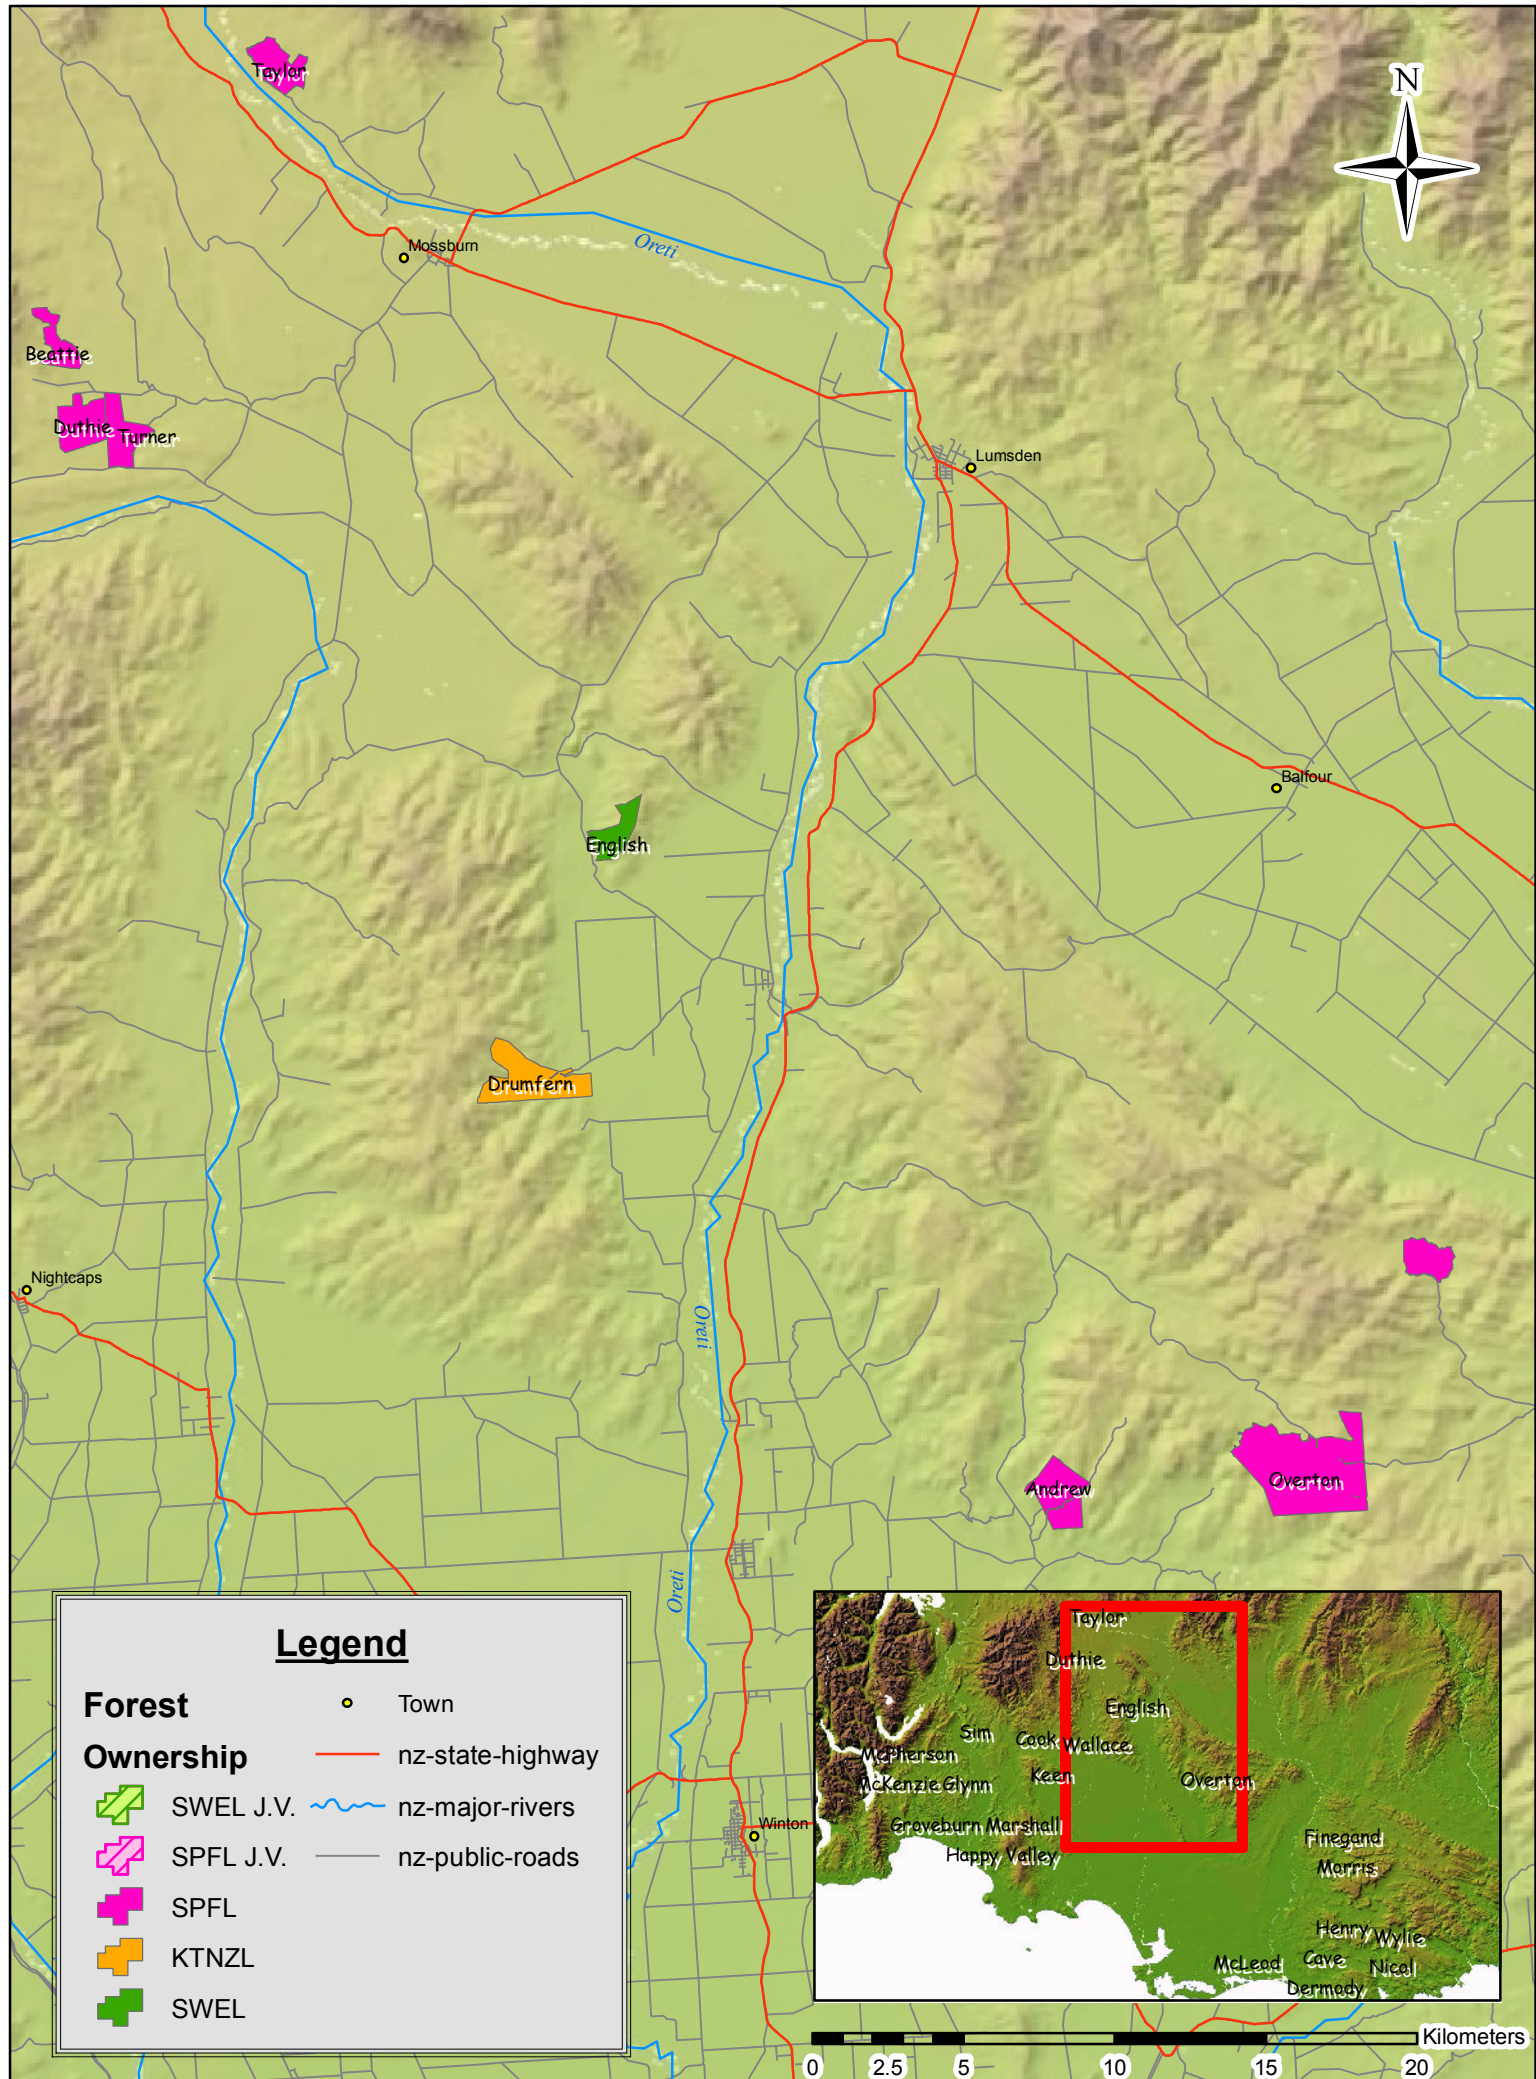 N
Taylor
Mossburn
Oreti
Beattie
Duthie
Turner
Lumsden
Balfour
English
Drumfern
Nightcaps
Oreti
Andrew
Overton
Oreti
Winton
Legend
Forest
Ownership
SWEL J.V.
SPFL J.V.
SPFL
KTNZL
SWEL
Town
nz-state-highway
nz-major-rivers
nz-public-roads
Taylor
Duthie
English
Sim
Cook
Wallace
McPherson
Keen
McKenzie
Glynn
Overton
Groveburn
Marshall
Happy Valley
Finegand
Morris
Henry
Wylie
McLeod
Cave
Nicol
Dermody
Kilometers
0 2.5 5 10 15 20